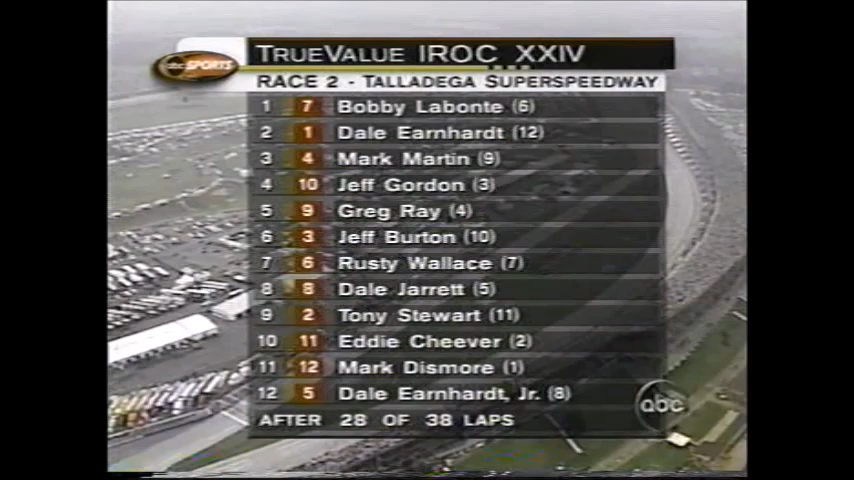 abc SPORTS
TRUEVALUE IROC XXIV
RACE 2 - TALLADEGA SUPERSPEEDWAY
1 7 Bobby Labonte (6)
2 1 Dale Earnhardt (12)
3 4 Mark Martin (9)
4 10 Jeff Gordon (3)
5 9 Greg Ray (4)
6 3 Jeff Burton (10)
7 6 Rusty Wallace (7)
8 8 Dale Jarrett (5)
9 2 Tony Stewart (11)
10 11 Eddie Cheever (2)
11 12 Mark Dismore (1)
12 5 Dale Earnhardt, Jr. (8)
AFTER 28 OF 38 LAPS
abc